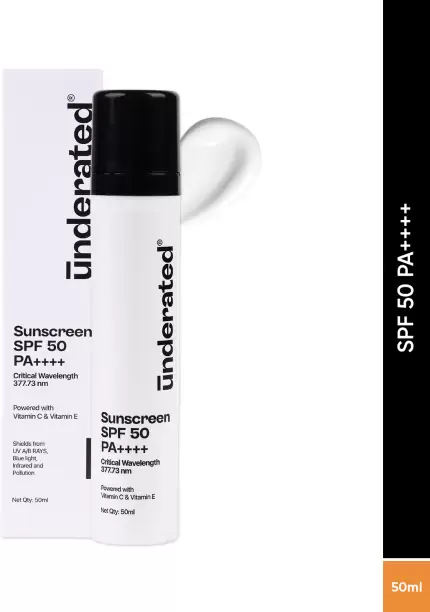 ūnderated®
Sunscreen
SPF 50
PA++++
Critical Wavelength
377.73 nm
Powered with
Vitamin C & Vitamin E
Shields from
UV A/B RAYS,
Blue light,
Infrared and
Pollution
Net Qty: 50ml
ūnderated®
Sunscreen
SPF 50
PA++++
Critical Wavelength
377.73 nm
Powered with
Vitamin C & Vitamin E
Net Qty: 50ml
SPF 50 PA++++
50ml